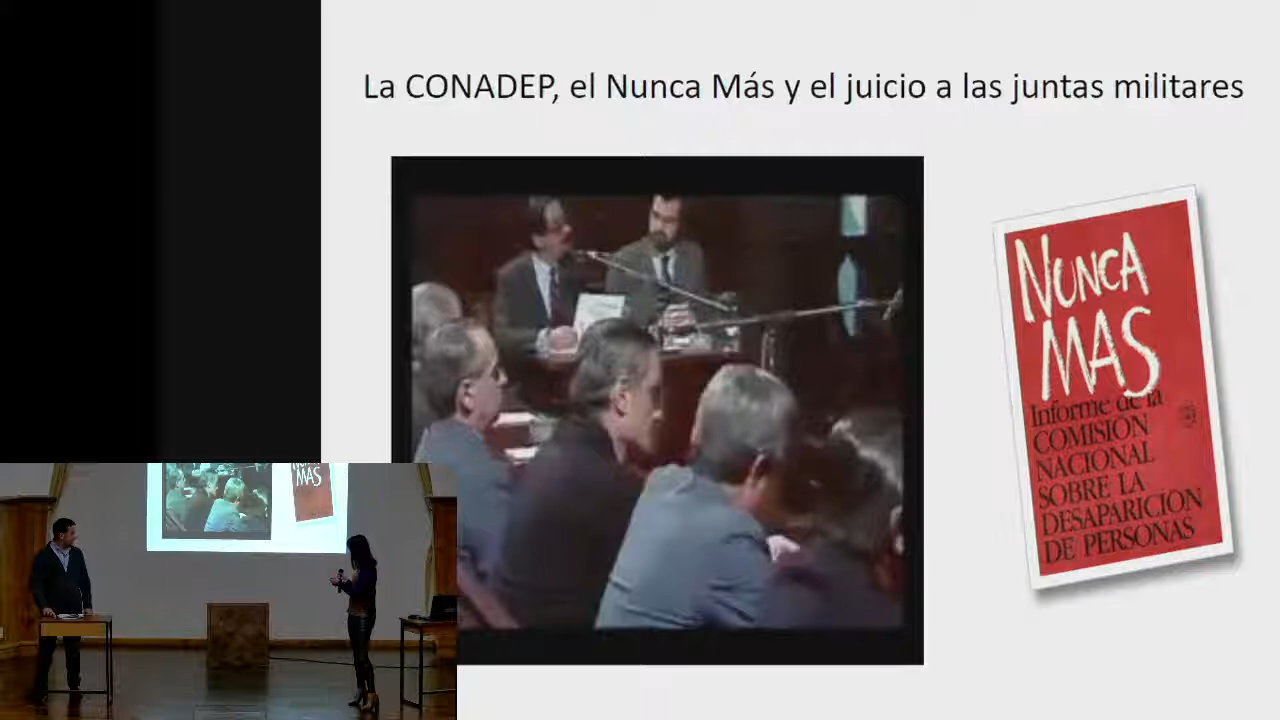 La CONADEP, el Nunca Más y el juicio a las juntas militares
NUNCA
MAS
Informe de la
COMISION
NACIONAL
SOBRE LA
DESAPARICION
DE PERSONAS
MAS